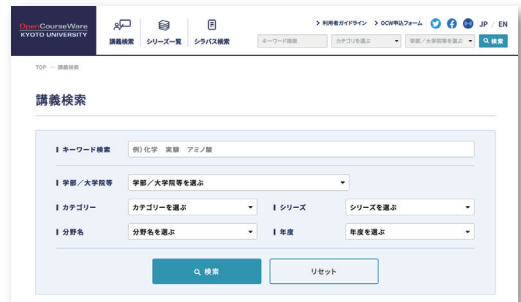 OpenCourseWare
KYOTO UNIVERSITY
講義検索
シリーズ一覧
シラバス検索
利用者ガイドライン
OCW申込フォーム
JP / EN
キーワード検索
カテゴリを選ぶ
学部／大学院等を選ぶ
検索
TOP — 講義検索
講義検索
キーワード検索
例）化学　実験　アミノ酸
学部／大学院等
学部／大学院等を選ぶ
カテゴリー
カテゴリーを選ぶ
シリーズ
シリーズを選ぶ
分野名
分野名を選ぶ
年度
年度を選ぶ
検索
リセット